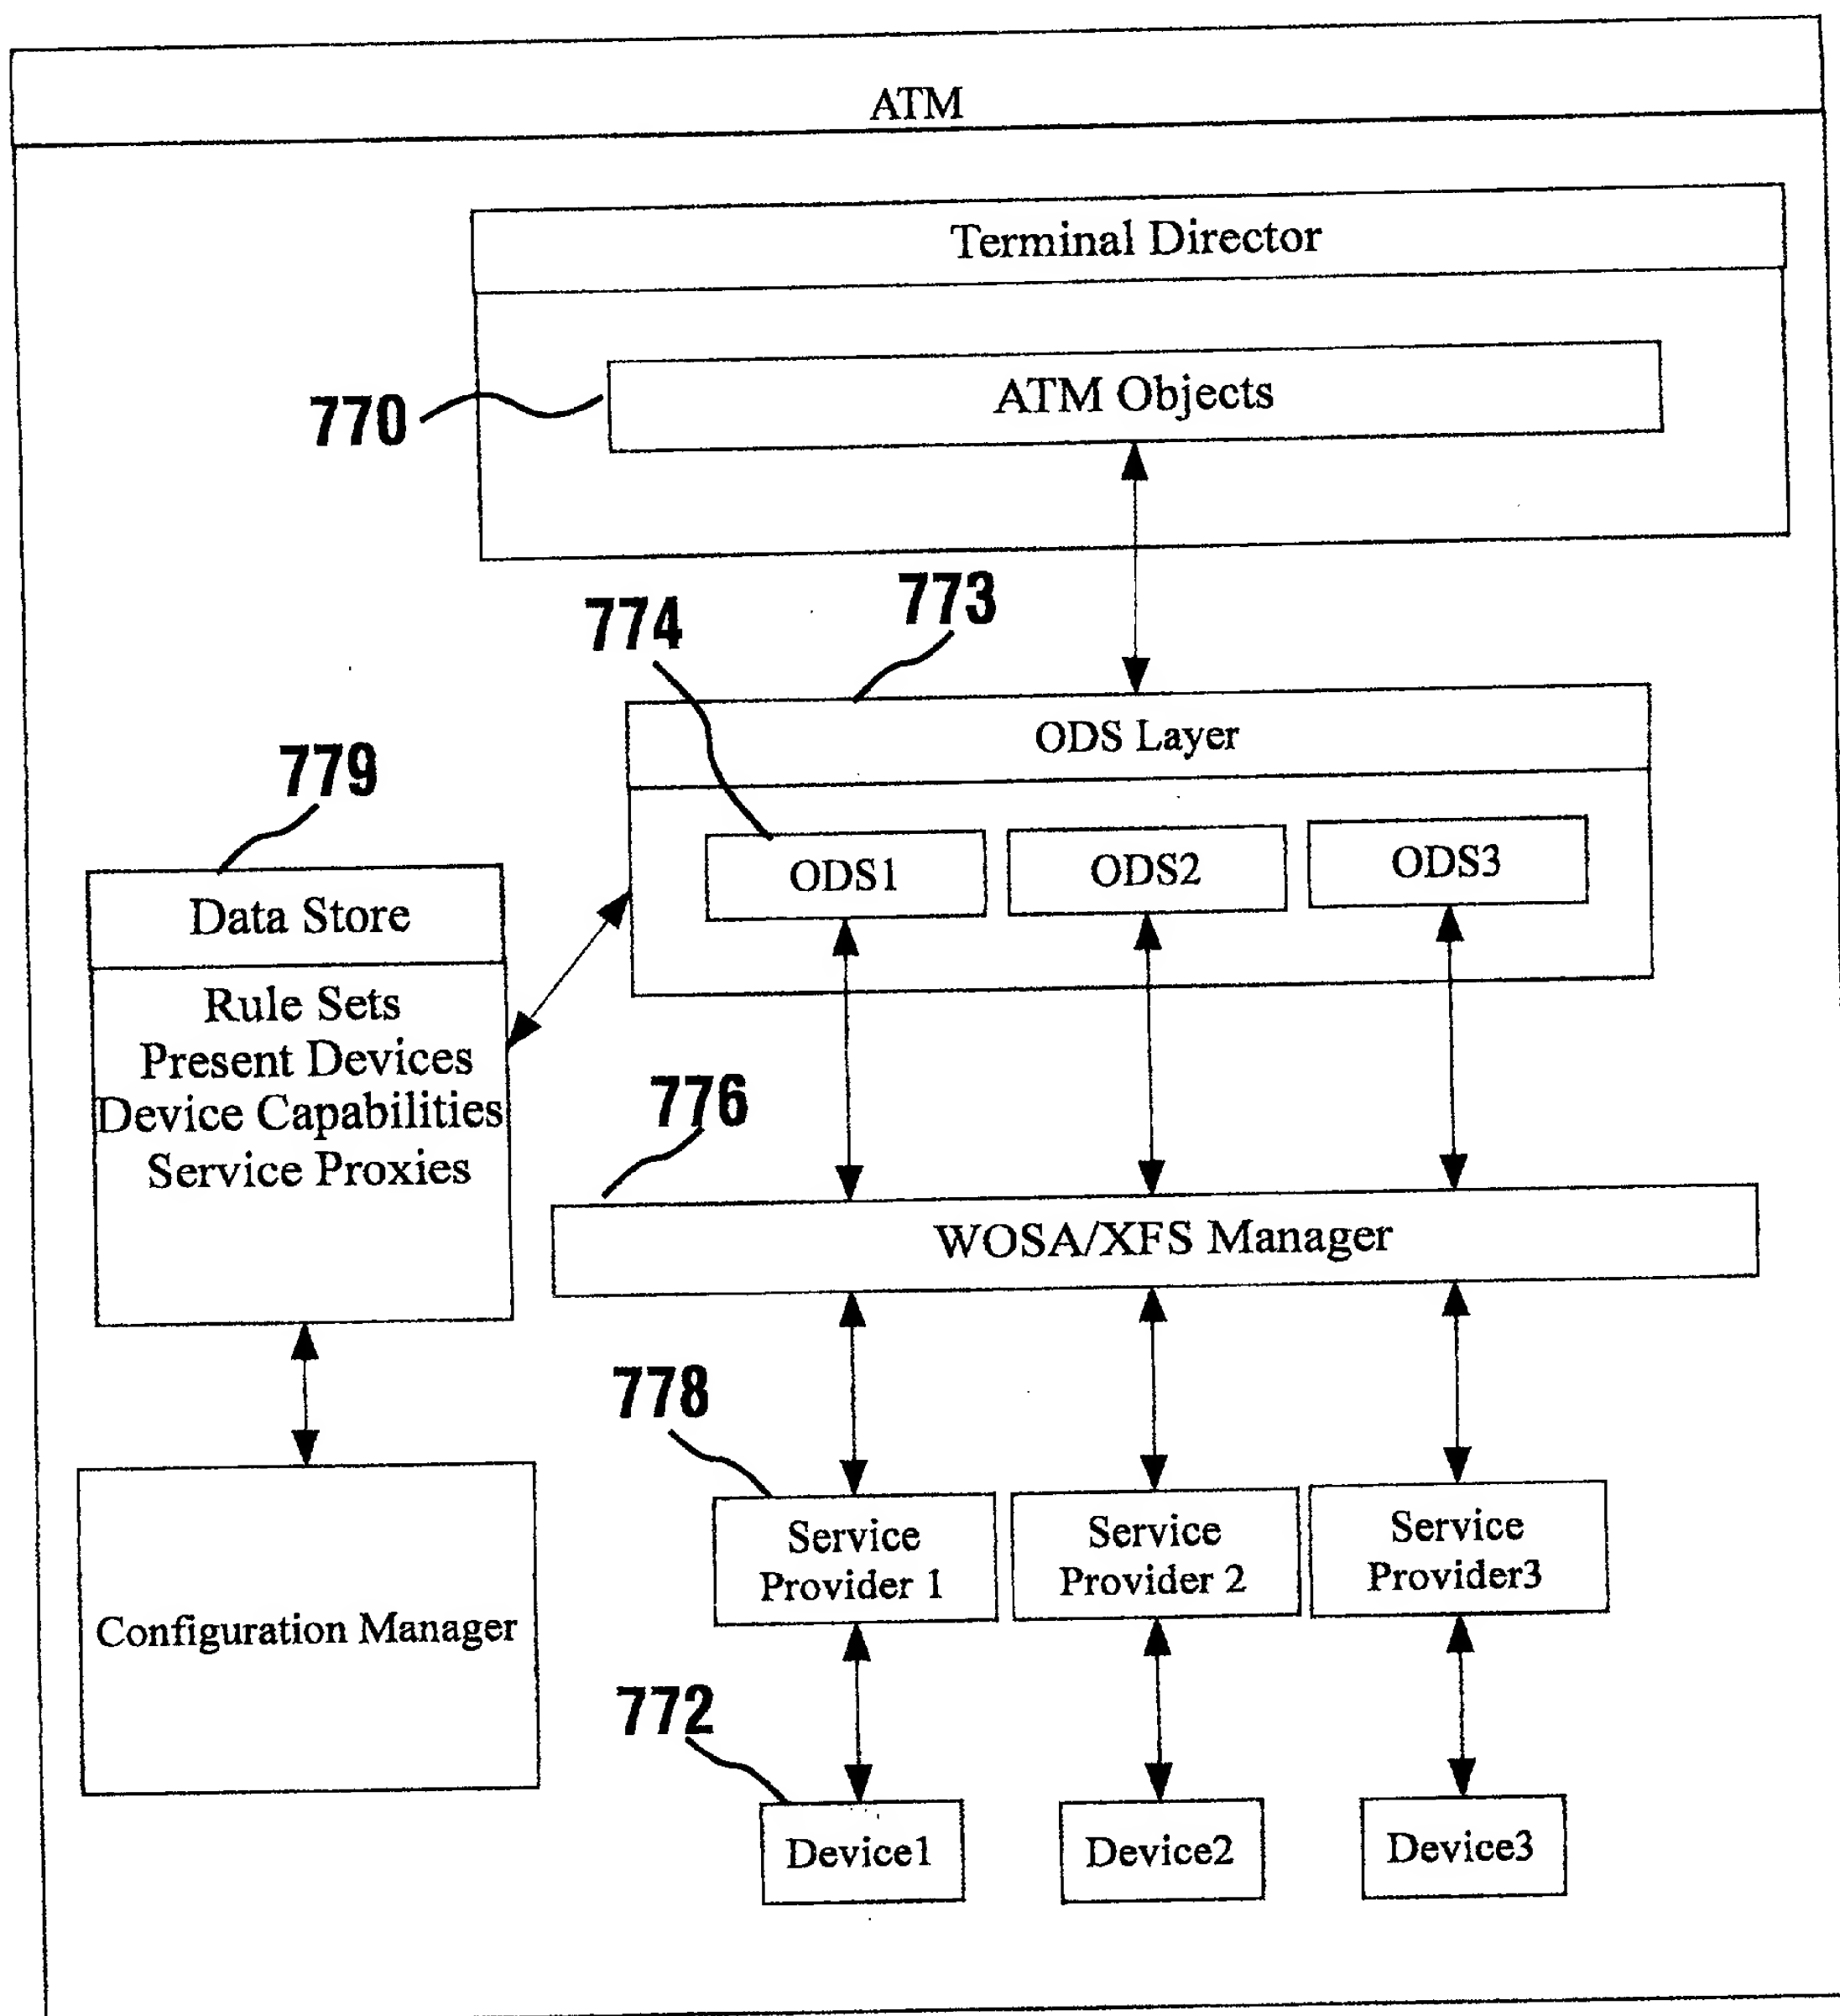 ATM
Terminal Director
770
ATM Objects
774
773
ODS Layer
779
ODS1
ODS2
ODS3
Data Store
Rule Sets
Present Devices
Device Capabilities
Service Proxies
776
WOSA/XFS Manager
778
Service
Provider 1
Service
Provider 2
Service
Provider3
Configuration Manager
772
Device1
Device2
Device3